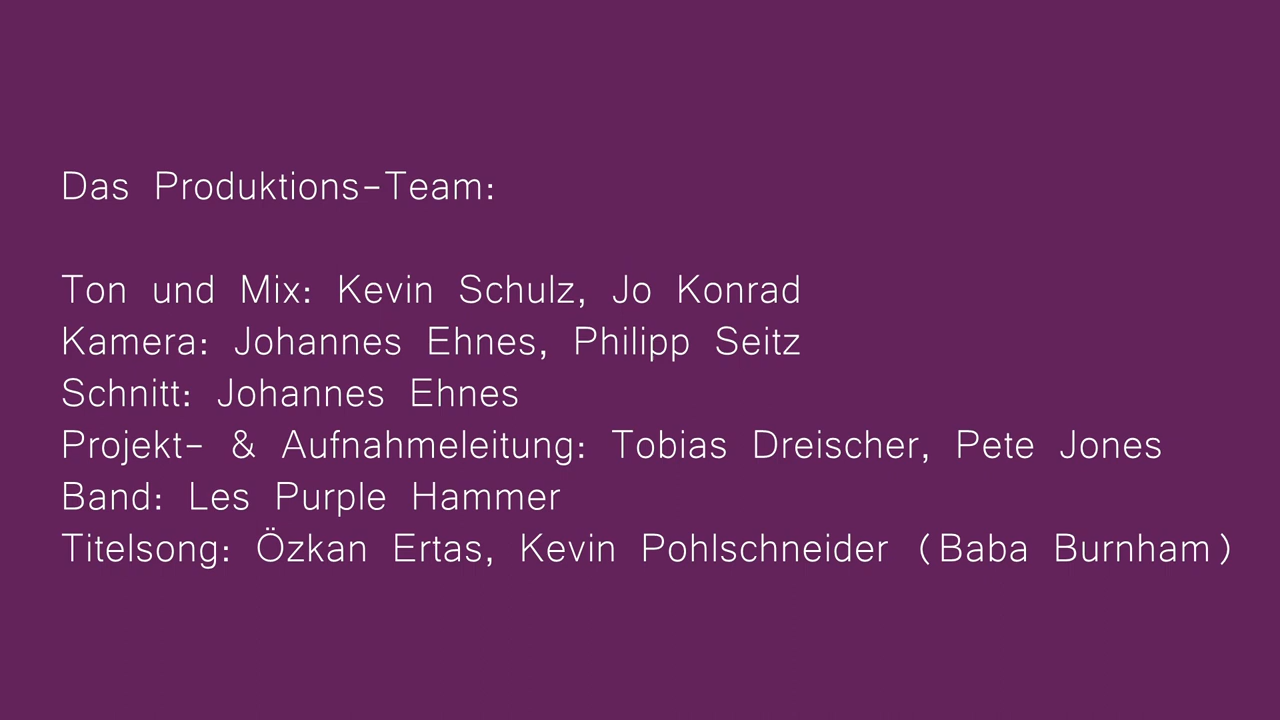 Das Produktions-Team:
Ton und Mix: Kevin Schulz, Jo Konrad
Kamera: Johannes Ehnes, Philipp Seitz
Schnitt: Johannes Ehnes
Projekt- & Aufnahmeleitung: Tobias Dreischer, Pete Jones
Band: Les Purple Hammer
Titelsong: Özkan Ertas, Kevin Pohlschneider (Baba Burnham)